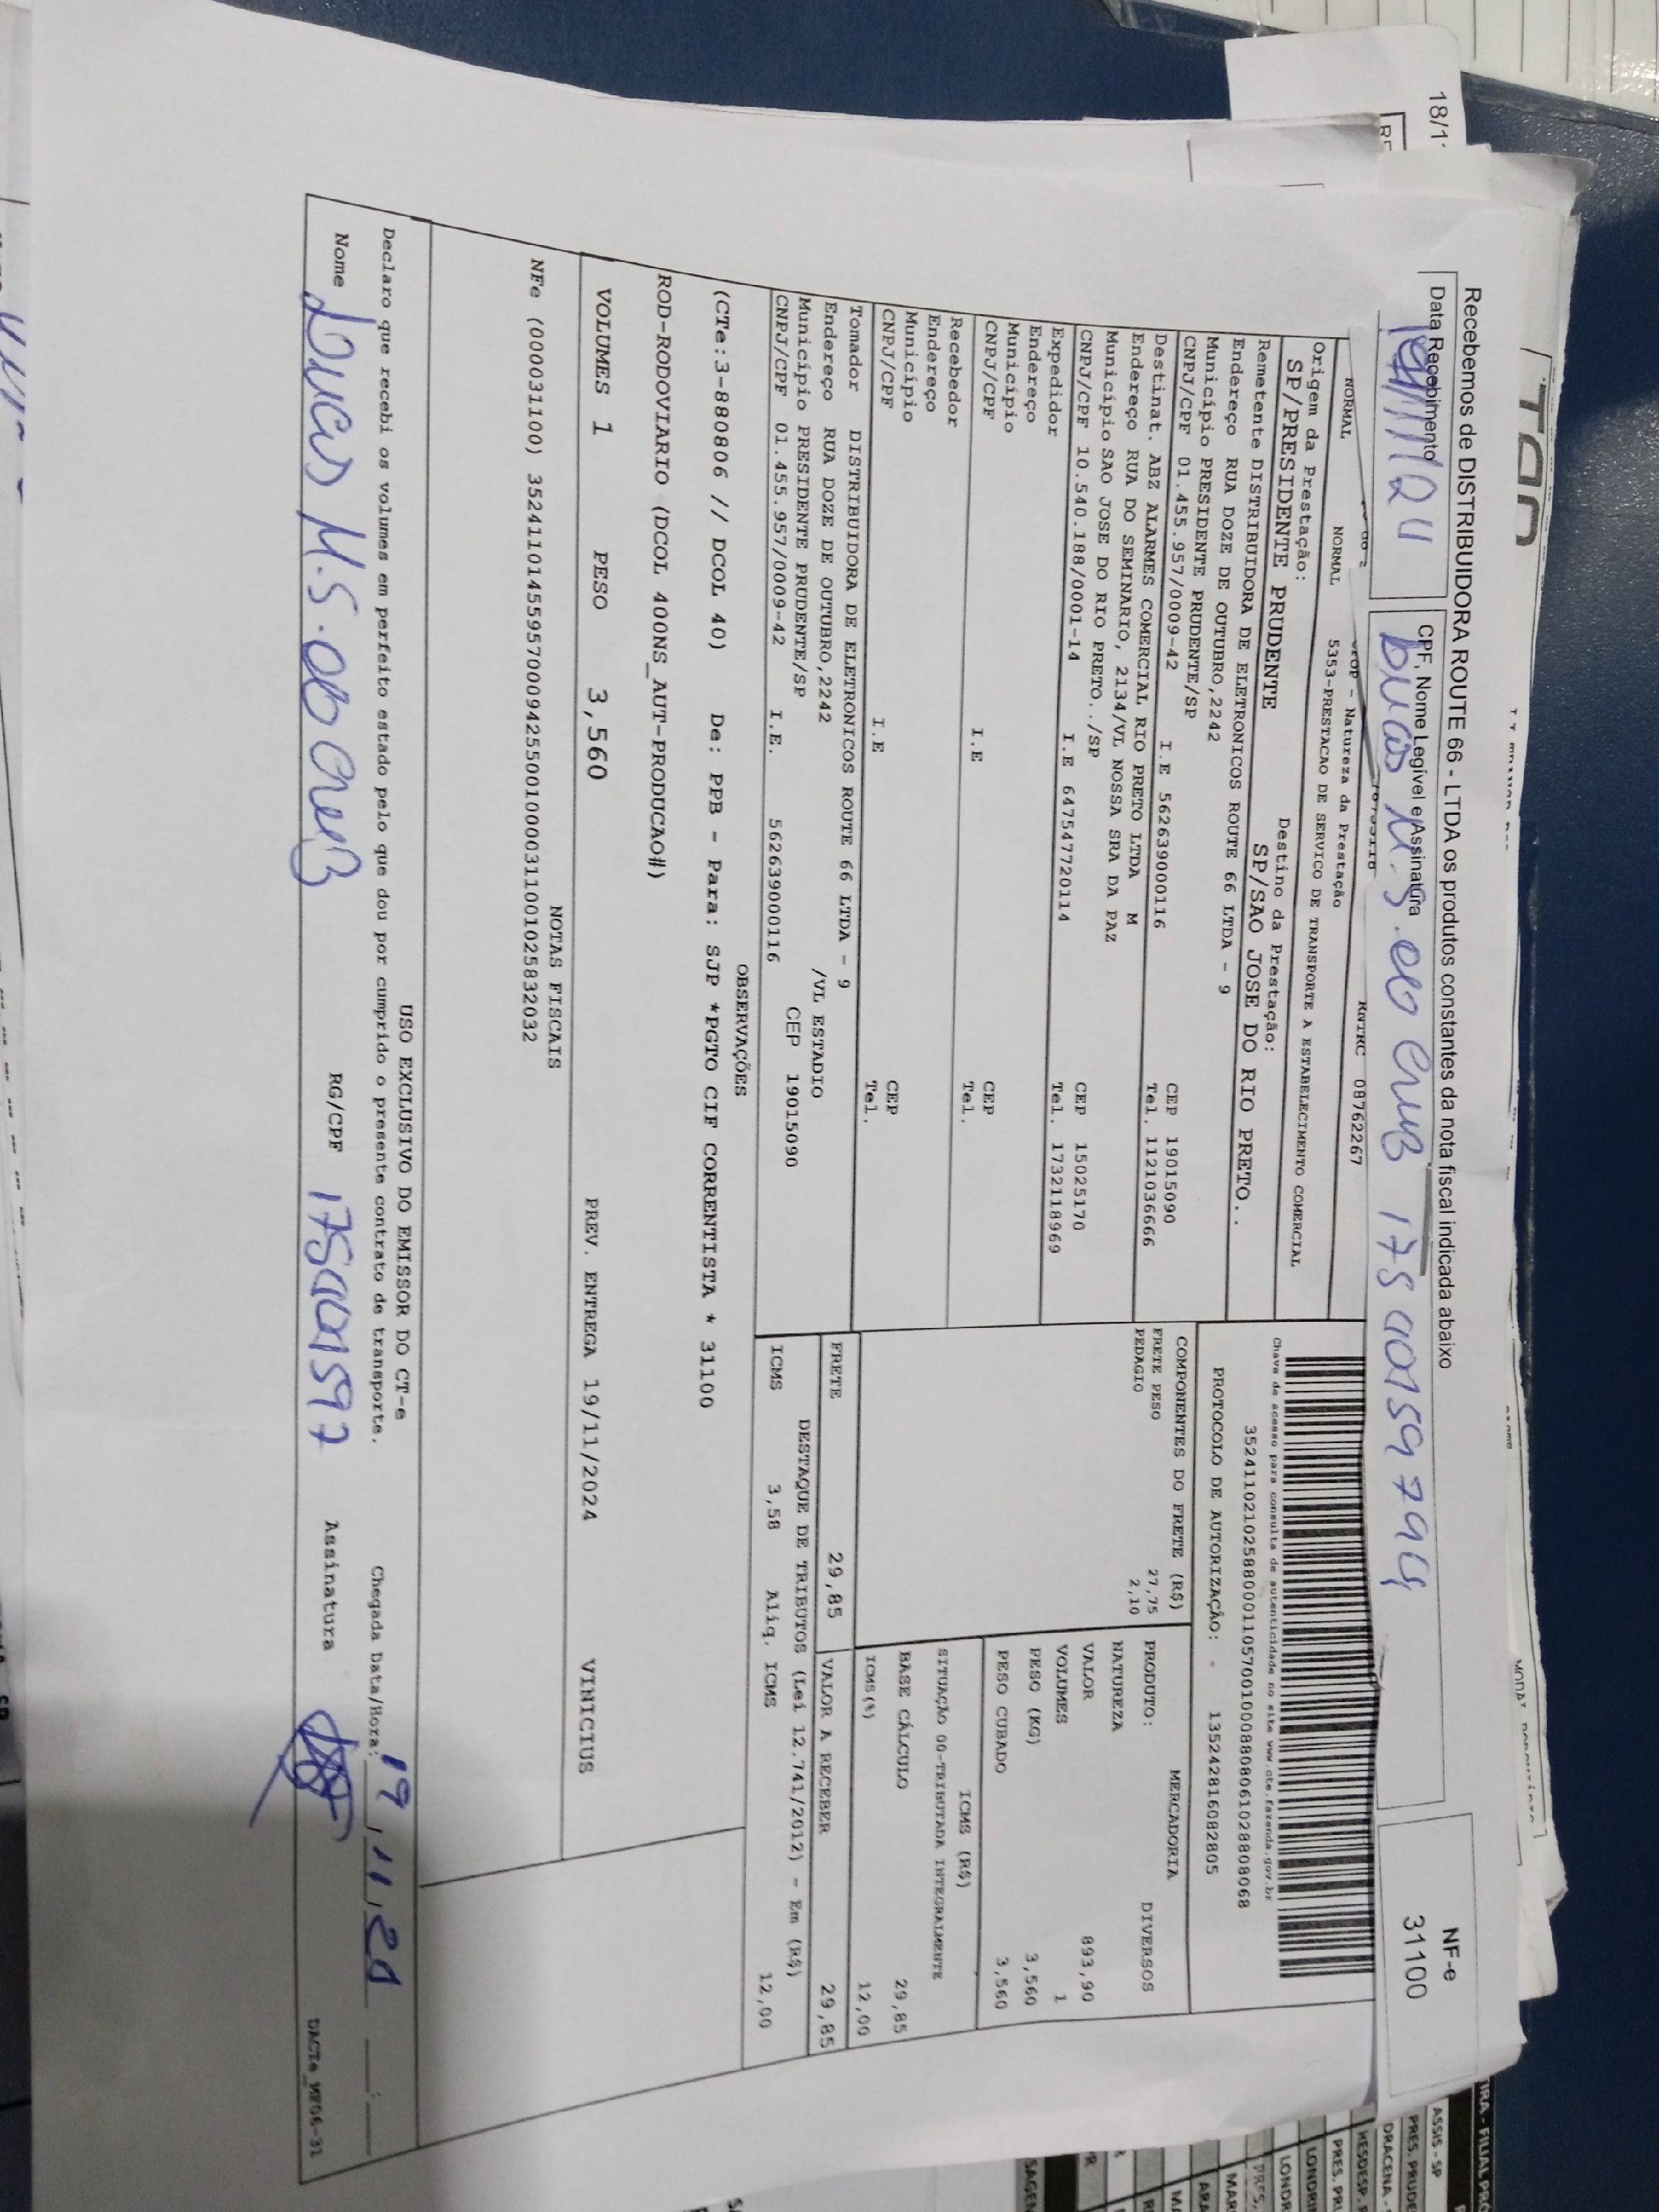 Recebemos de DISTRIBUIDORA ROUTE 66 - LTDA os produtos constantes da nota fiscal indicada abaixo
Data Recebimento
CPF, Nome Legível e Assinatura
NF-e
31100
18/11
NORMAL NORMAL 5353-PRESTACAO DE SERVICO DE TRANSPORTE A ESTABELECIMENTO COMERCIAL
Natureza da Prestação
RNTRC 08762267
Origem da Prestação: Destino da Prestação:
SP/PRESIDENTE PRUDENTE SP/SAO JOSE DO RIO PRETO..
Remetente DISTRIBUIDORA DE ELETRONICOS ROUTE 66 LTDA - 9
Endereço RUA DOZE DE OUTUBRO,2242 CEP 19015090
Município PRESIDENTE PRUDENTE/SP Tel. 1121036666
CNPJ/CPF 01.455.957/0009-42 I.E 562639000116
Destinat. ABZ ALARMES COMERCIAL RIO PRETO LTDA M
Endereço RUA DO SEMINARIO, 2134/VL NOSSA SRA DA PAZ
Município SAO JOSE DO RIO PRETO../SP CEP 15025170
CNPJ/CPF 10.540.188/0001-14 I.E 647547720114 Tel. 1732118969
Expedidor
Endereço
Município CEP
CNPJ/CPF I.E Tel.
Recebedor
Endereço
Município CEP
CNPJ/CPF I.E Tel.
Tomador DISTRIBUIDORA DE ELETRONICOS ROUTE 66 LTDA - 9
Endereço RUA DOZE DE OUTUBRO,2242 /VL ESTADIO
Município PRESIDENTE PRUDENTE/SP CEP 19015090
CNPJ/CPF 01.455.957/0009-42 I.E. 562639000116
Chave de acesso para consulta de autenticidade no site www.cte.fazenda.gov.br
35241102102588000110570010008808061028808068
PROTOCOLO DE AUTORIZAÇÃO: 135242816082805
COMPONENTES DO FRETE (R$)
FRETE PESO 27,75
PEDAGIO 2,10
MERCADORIA
PRODUTO: DIVERSOS
NATUREZA
VALOR 893,90
VOLUMES 1
PESO (KG) 3,560
PESO CUBADO 3,560
ICMS (R$)
SITUAÇÃO 00-TRIBUTADA INTEGRALMENTE
BASE CÁLCULO 29,85
ICMS(%) 12,00
FRETE 29,85 VALOR A RECEBER 29,85
DESTAQUE DE TRIBUTOS (Lei 12.741/2012) - Em (R$)
ICMS 3,58 Aliq. ICMS 12,00
OBSERVAÇÕES
(CTe:3-880806 // DCOL 40) De: PPB - Para: SJP *PGTO CIF CORRENTISTA * 31100
ROD-RODOVIARIO (DCOL 400NS_AUT-PRODUCAO#)
VOLUMES 1 PESO 3,560 PREV. ENTREGA 19/11/2024 VINICIUS
NOTAS FISCAIS
NFe (000031100) 35241101455957000942550010000311001025832032
USO EXCLUSIVO DO EMISSOR DO CT-e
Declaro que recebi os volumes em perfeito estado pelo que dou por cumprido o presente contrato de transporte. Chegada Data/Hora: 19/11/24
Nome Lucas M.S. RG/CPF Assinatura
DACTe_MF06-31